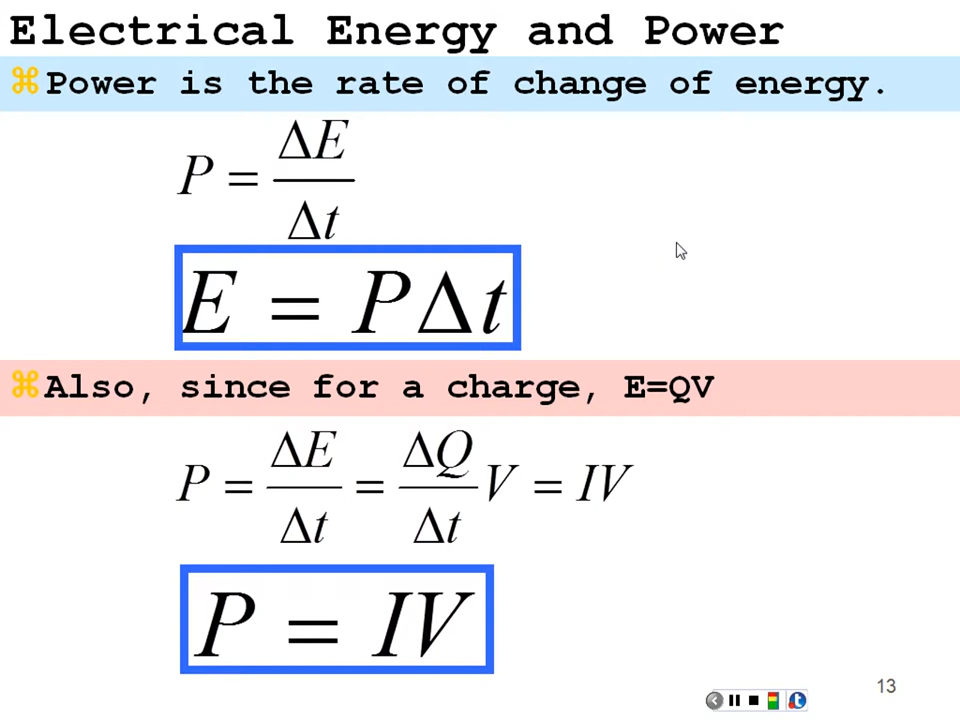 Electrical Energy and Power
⌘Power is the rate of change of energy.
P = ΔE/Δt
E = PΔt
⌘Also, since for a charge, E=QV
P = ΔE/Δt = ΔQ/Δt V = IV
P = IV
13